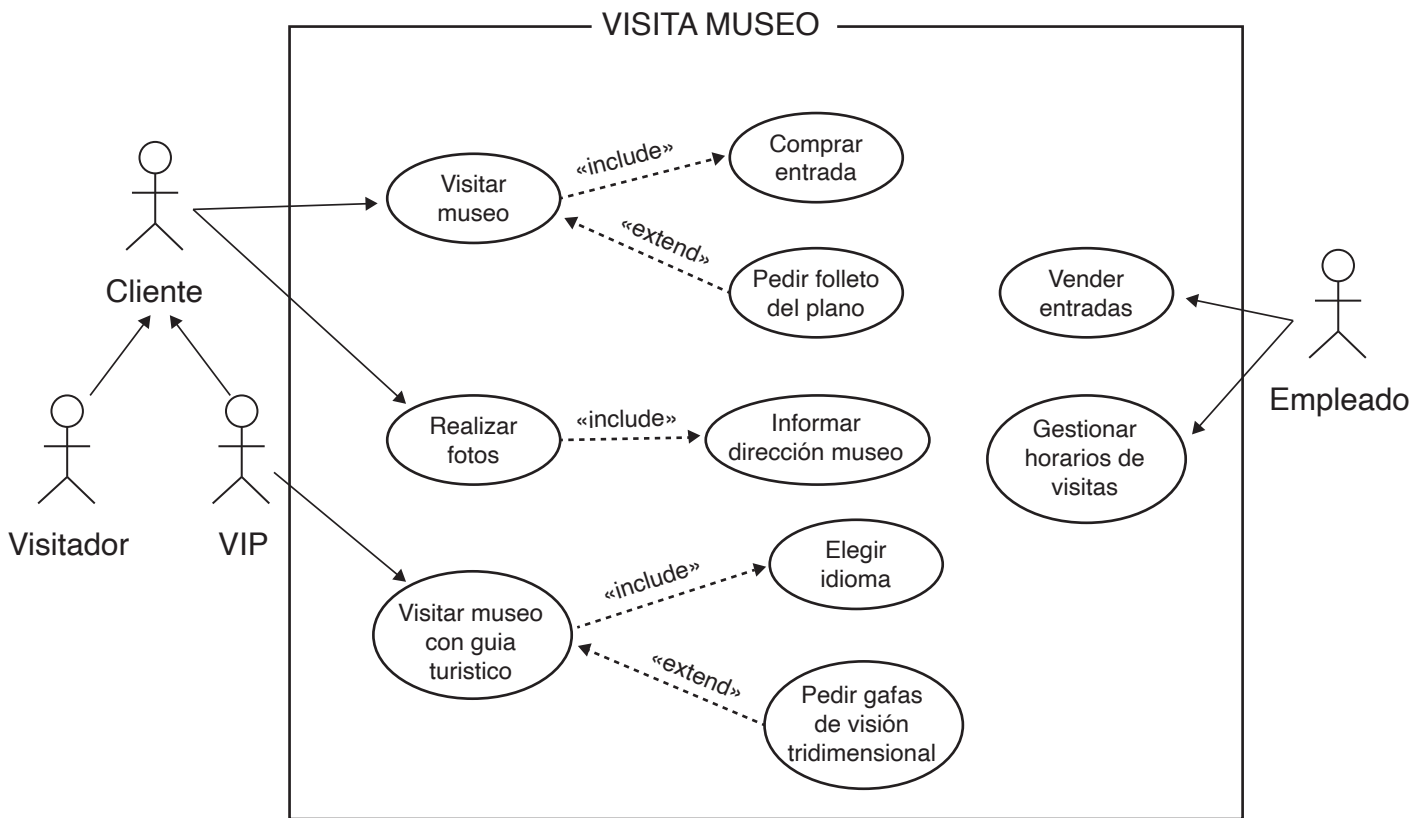 VISITA MUSEO
Cliente
Visitador
VIP
Visitar
museo
«include»
Comprar
entrada
«extend»
Pedir folleto
del plano
Realizar
fotos
«include»
Informar
dirección museo
Visitar museo
con guia
turistico
«include»
Elegir
idioma
«extend»
Pedir gafas
de visión
tridimensional
Vender
entradas
Gestionar
horarios de
visitas
Empleado